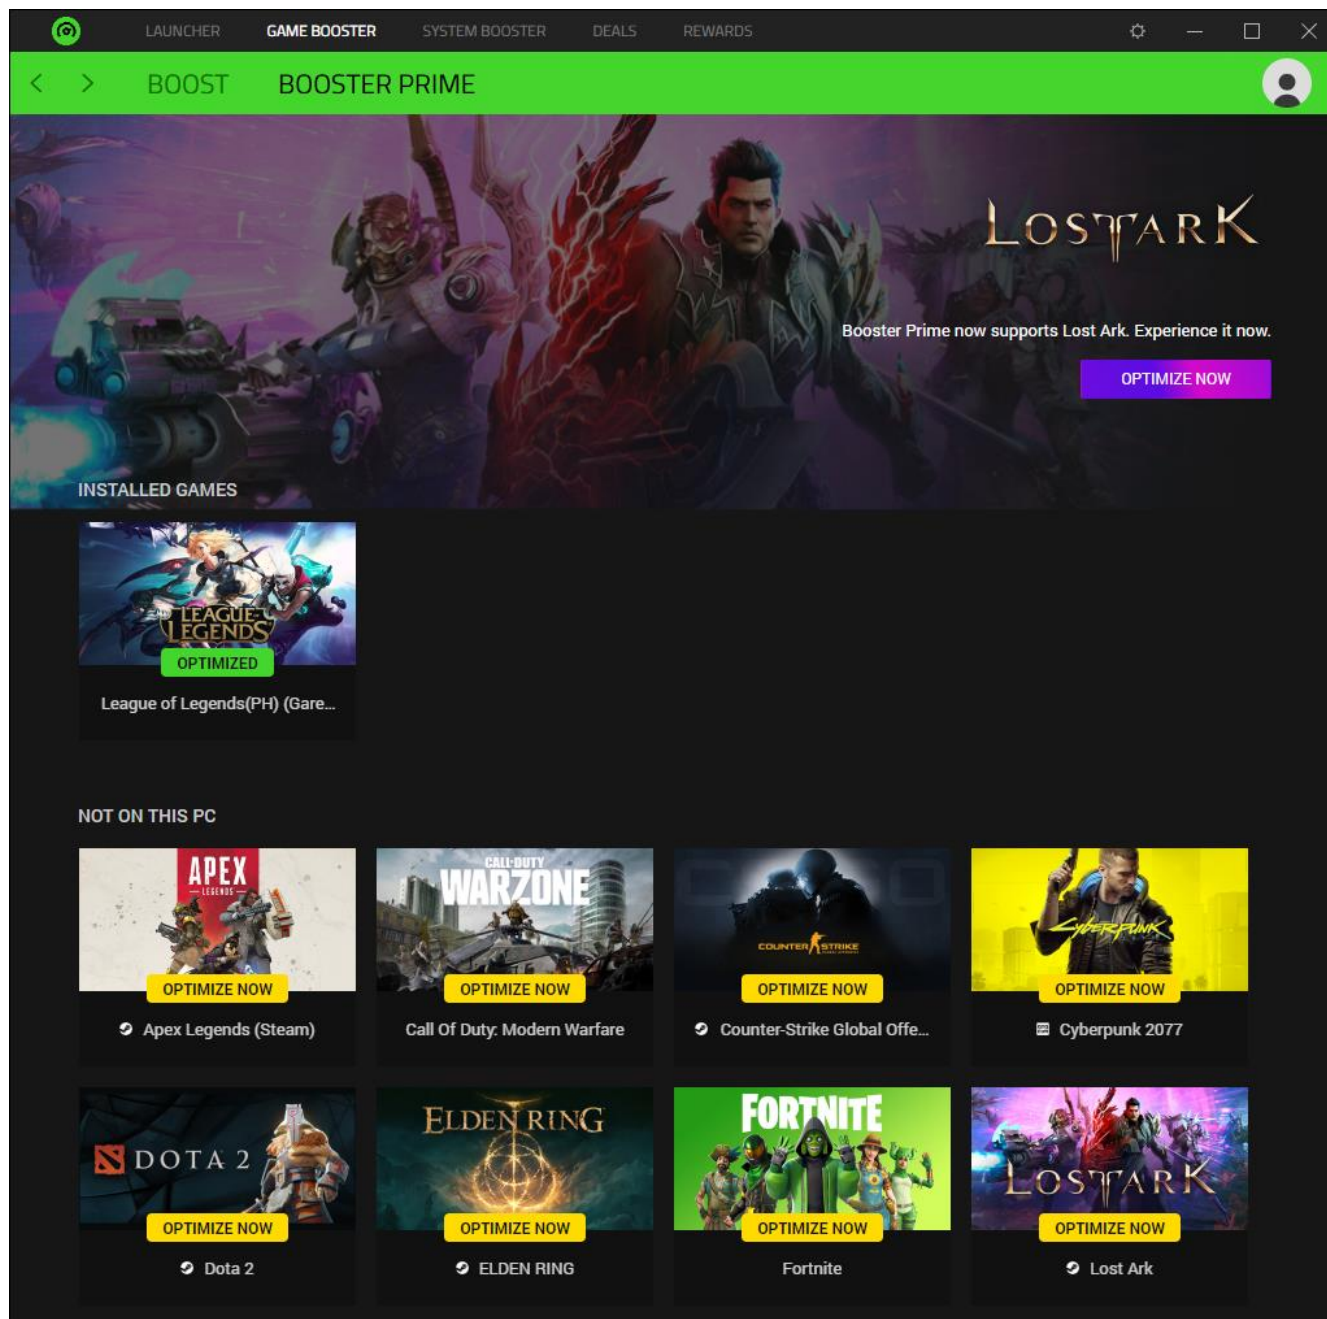 LAUNCHER GAME BOOSTER SYSTEM BOOSTER DEALS REWARDS
BOOST BOOSTER PRIME
LOST ARK
Booster Prime now supports Lost Ark. Experience it now.
OPTIMIZE NOW
INSTALLED GAMES
LEAGUE OF
LEGENDS
OPTIMIZED
League of Legends(PH) (Gare...
NOT ON THIS PC
APEX
LEGENDS
OPTIMIZE NOW
Apex Legends (Steam)
CALL OF DUTY
WARZONE
OPTIMIZE NOW
Call Of Duty: Modern Warfare
COUNTER STRIKE
OPTIMIZE NOW
Counter-Strike Global Offe...
CYBERPUNK
OPTIMIZE NOW
Cyberpunk 2077
DOTA 2
OPTIMIZE NOW
Dota 2
ELDEN RING
OPTIMIZE NOW
ELDEN RING
FORTNITE
OPTIMIZE NOW
Fortnite
LOST ARK
OPTIMIZE NOW
Lost Ark